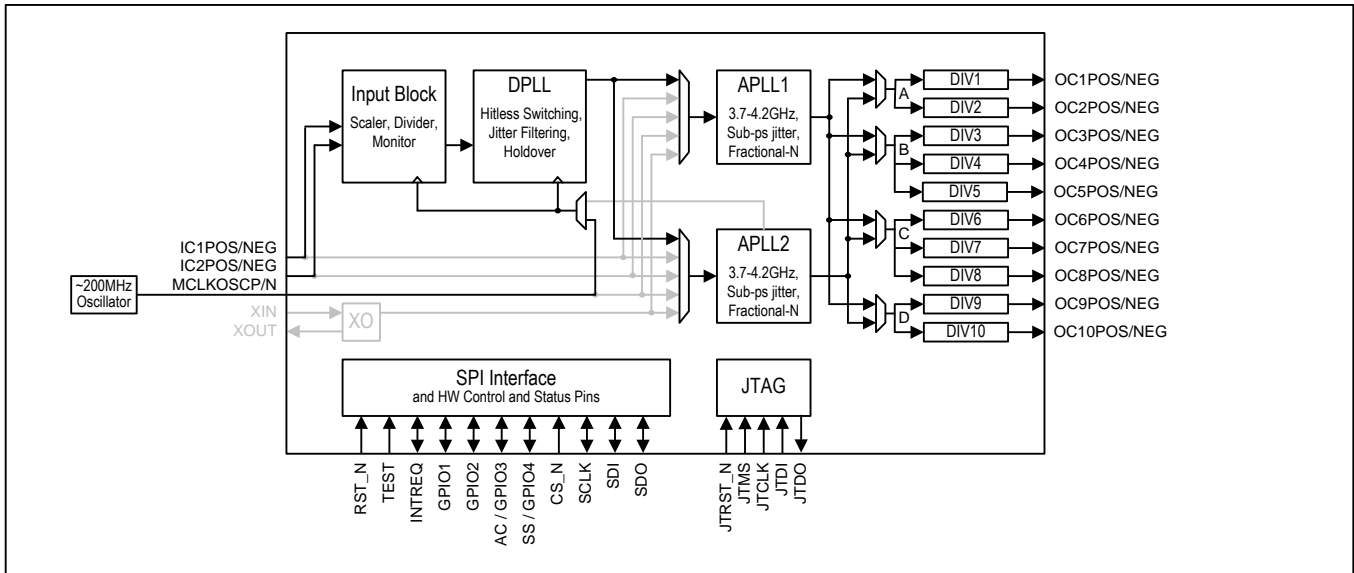 Input Block
Scaler, Divider,
Monitor
DPLL
Hitless Switching,
Jitter Filtering,
Holdover
APLL1
3.7-4.2GHz,
Sub-ps jitter,
Fractional-N
APLL2
3.7-4.2GHz,
Sub-ps jitter,
Fractional-N
A
B
C
D
DIV1
DIV2
DIV3
DIV4
DIV5
DIV6
DIV7
DIV8
DIV9
DIV10
OC1POS/NEG
OC2POS/NEG
OC3POS/NEG
OC4POS/NEG
OC5POS/NEG
OC6POS/NEG
OC7POS/NEG
OC8POS/NEG
OC9POS/NEG
OC10POS/NEG
IC1POS/NEG
IC2POS/NEG
MCLKOSCP/N
~200MHz
Oscillator
XIN
XOUT
XO
SPI Interface
and HW Control and Status Pins
JTAG
RST_N
TEST
INTREQ
GPIO1
GPIO2
AC / GPIO3
SS / GPIO4
CS_N
SCLK
SDI
SDO
JTRST_N
JTMS
JTCLK
JTDI
JTDO